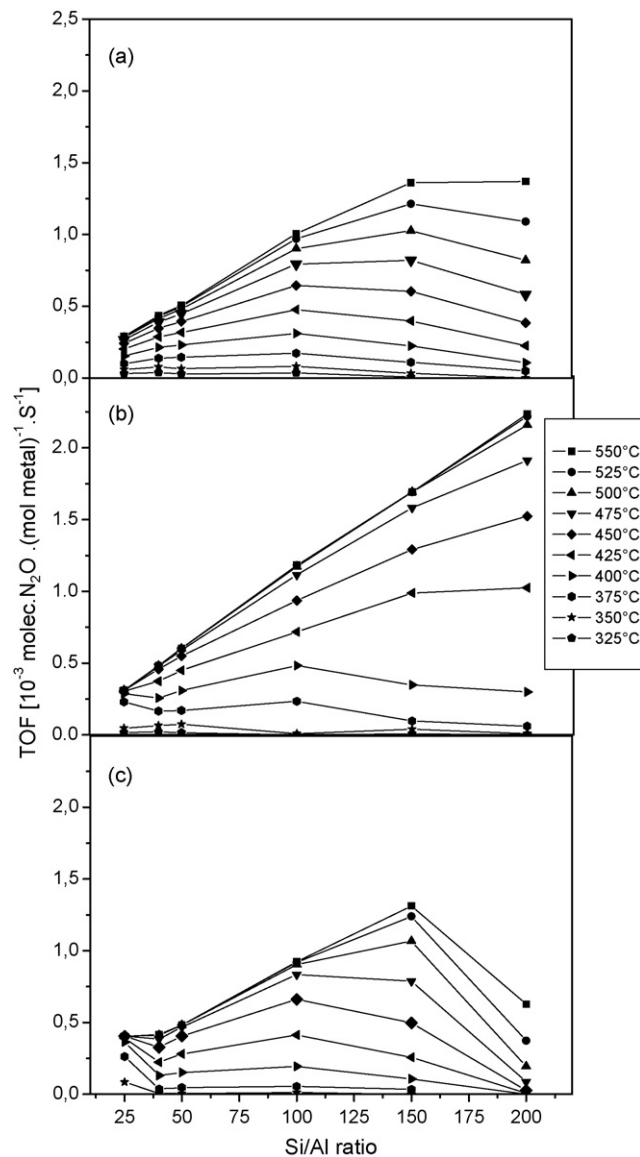 2,5
(a)
2,0
1,5
1,0
0,5
0,0
(b)
2.0
1.5
1.0
0.5
0.0
550°C
525°C
500°C
475°C
450°C
425°C
400°C
375°C
350°C
325°C
TOF [10⁻³ molec.N₂O .(mol metal)⁻¹.S⁻¹]
(c)
2,0
1,5
1,0
0,5
0,0
25 50 75 100 125 150 175 200
Si/Al ratio